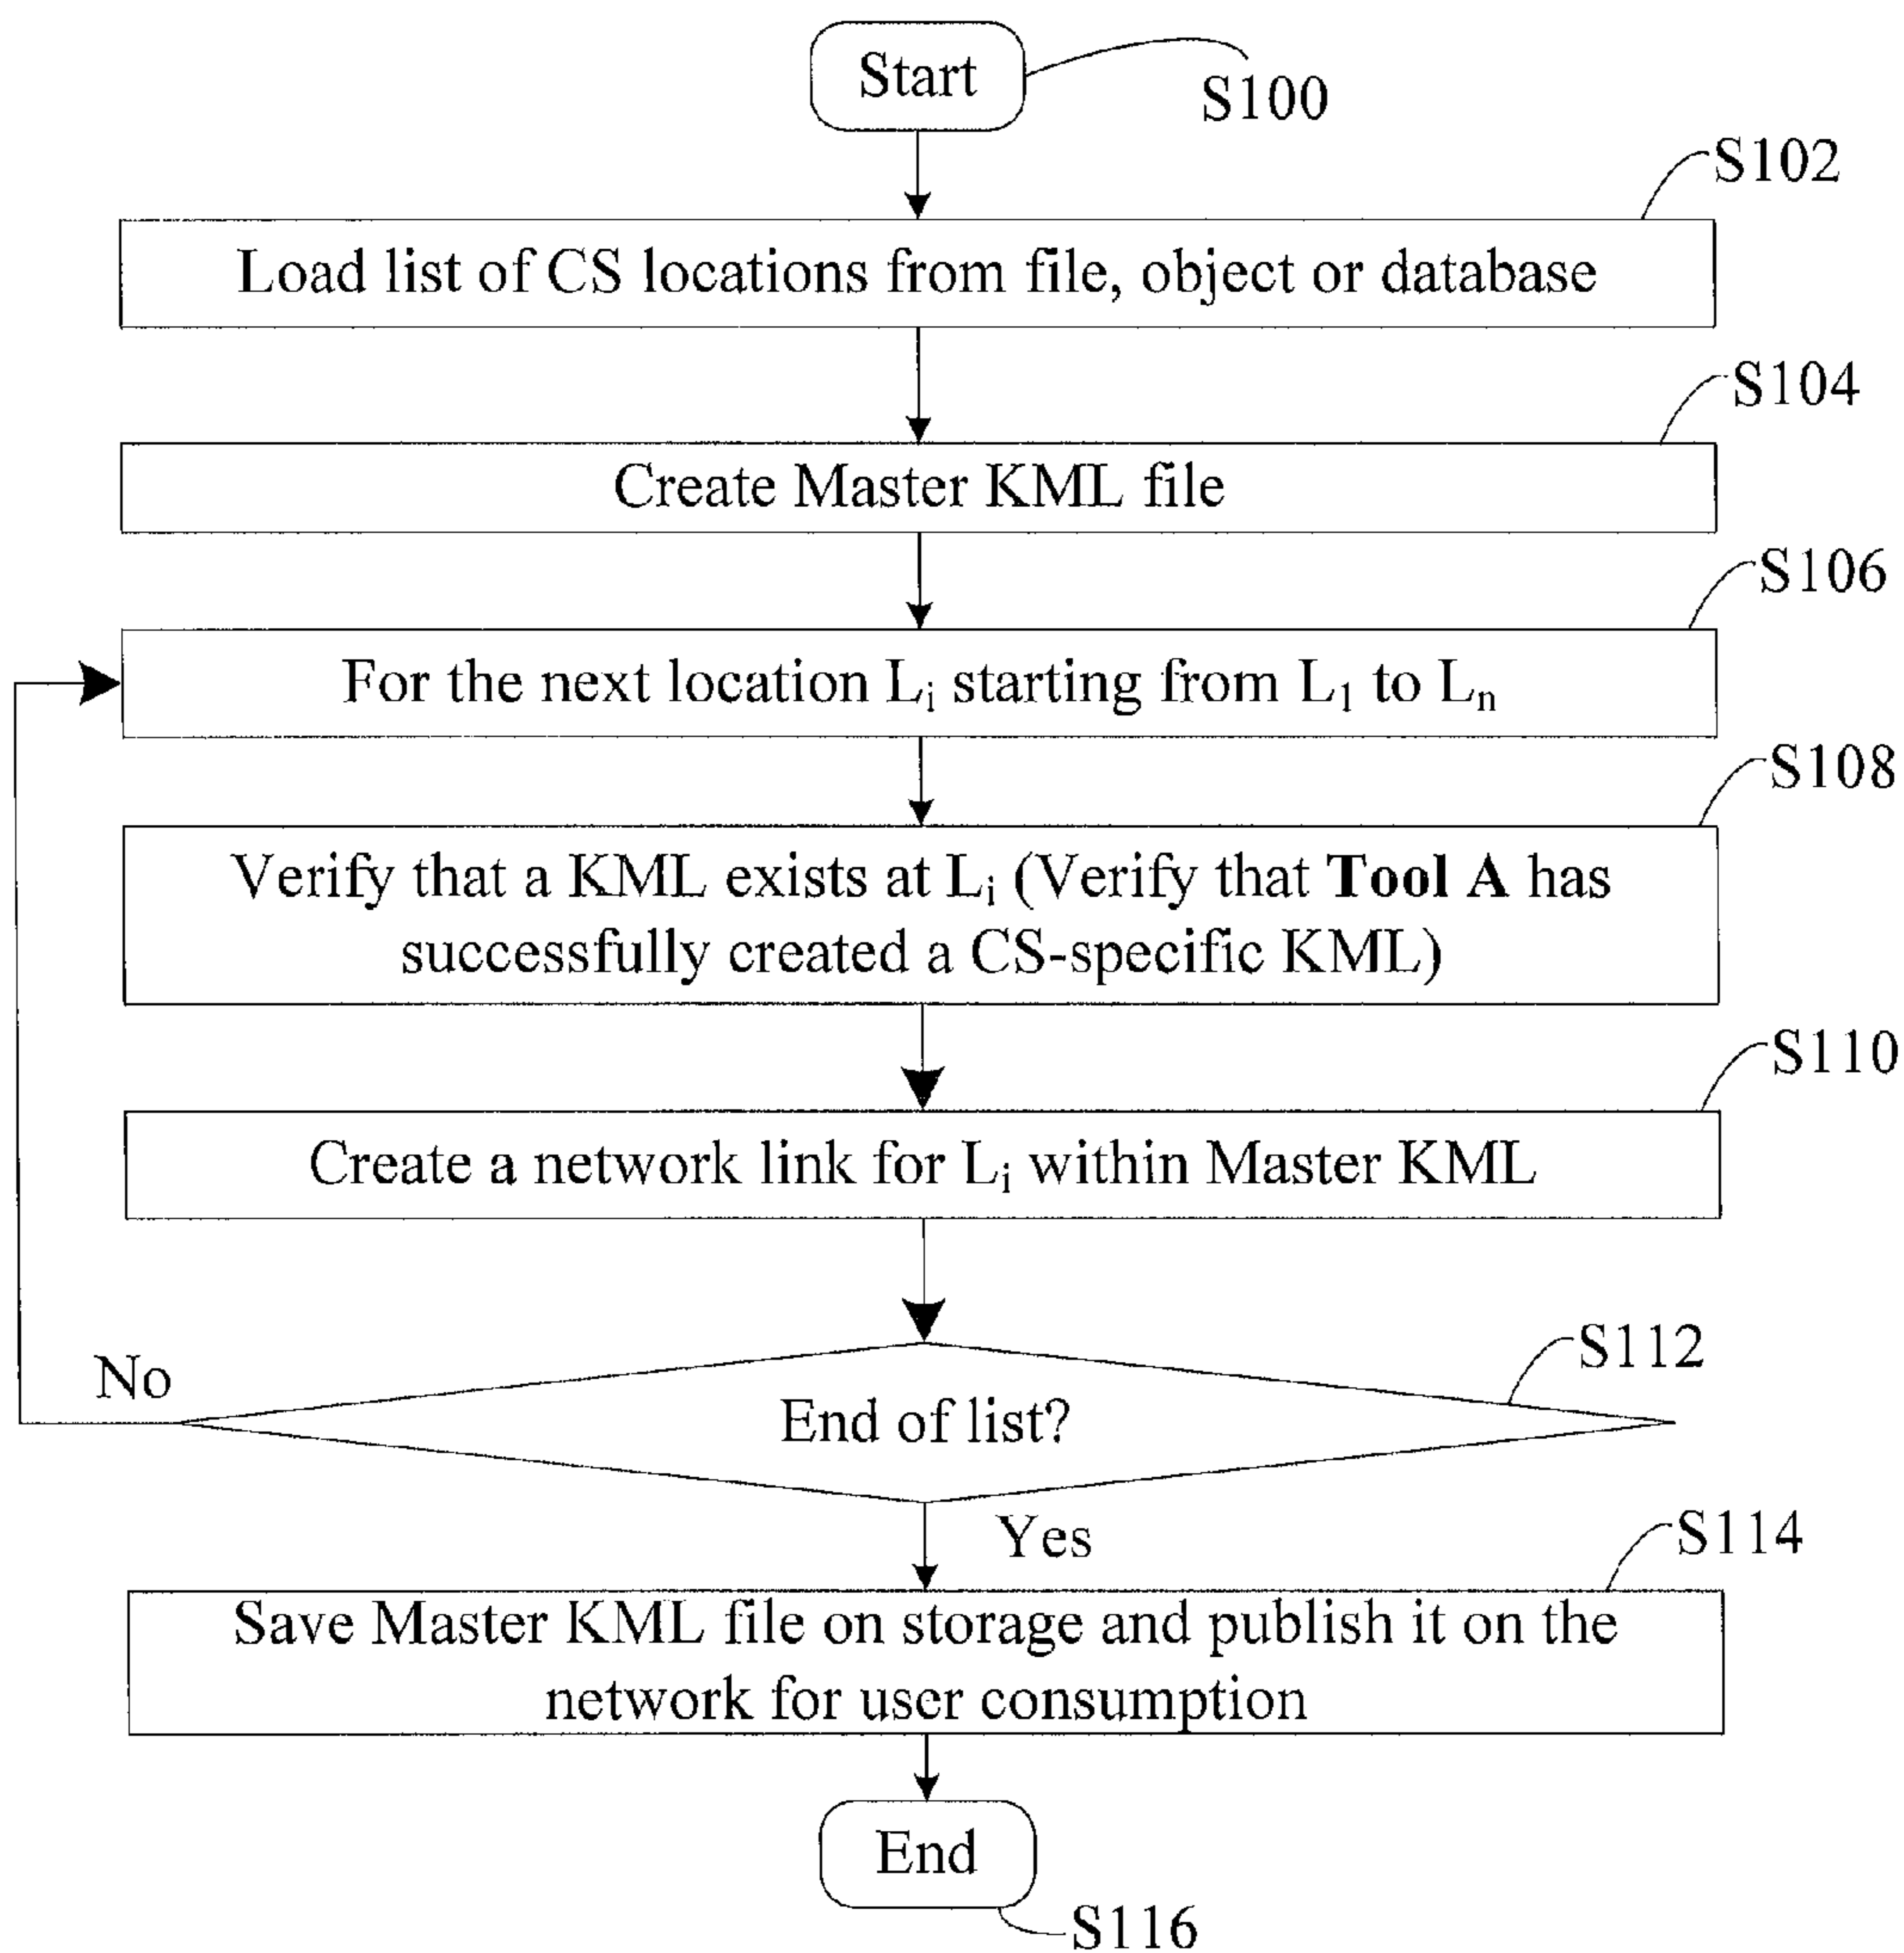 Start
S100
S102
Load list of CS locations from file, object or database
S104
Create Master KML file
S106
For the next location Lᵢ starting from L₁ to Lₙ
S108
Verify that a KML exists at Lᵢ (Verify that Tool A has
successfully created a CS-specific KML)
S110
Create a network link for Lᵢ within Master KML
S112
No
End of list?
Yes
S114
Save Master KML file on storage and publish it on the
network for user consumption
End
S116